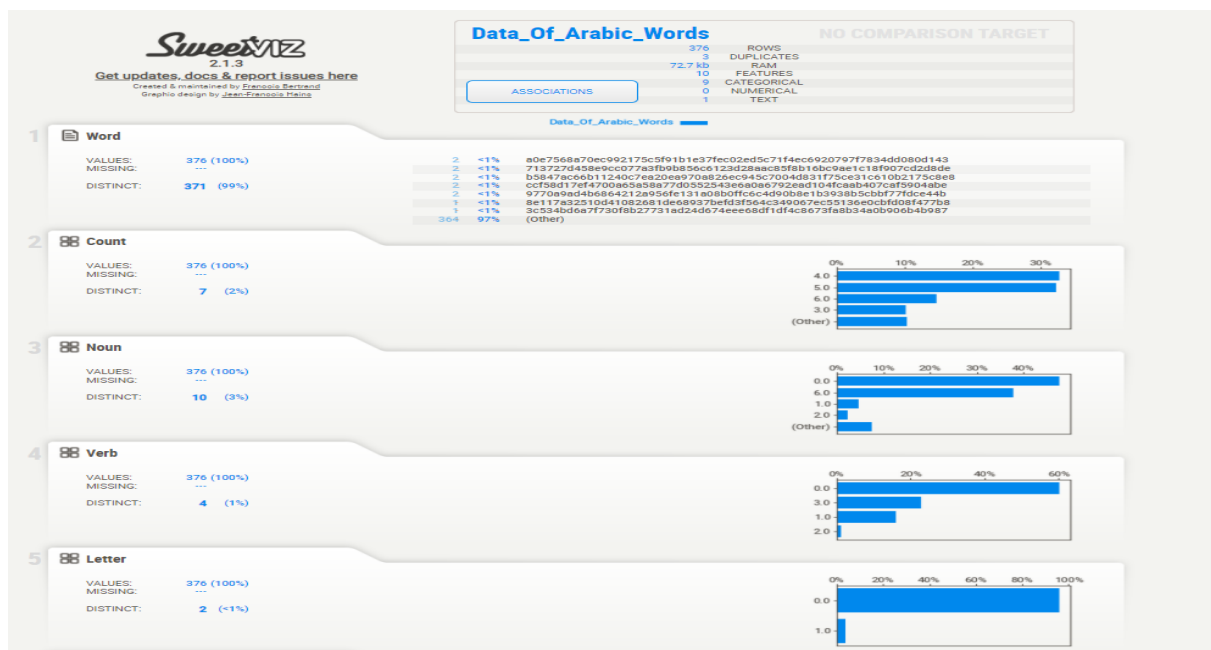 SweetVIZ
2.1.3
Get updates, docs & report issues here
Created & maintained by Francois Bertrand
Graphic design by Jean-Francois Hains
Data_Of_Arabic_Words NO COMPARISON TARGET
376 ROWS
3 DUPLICATES
72.7 kb RAM
10 FEATURES
9 CATEGORICAL
0 NUMERICAL
1 TEXT
ASSOCIATIONS
Data_Of_Arabic_Words
1 Word
VALUES: 376 (100%)
MISSING: ---
DISTINCT: 371 (99%)
2 <1% a0e7568a70ec992175c5f91b1e37fec02ed5c71f4ec6920797f7834dd080d143
2 <1% 713727d458e9cc077a3fb9b856c6123d28aac85f8b16bc9ae1c18f907cd2d8de
2 <1% b5847ac66b11240c7ea20ea970a826ec945c7004d831f75ce31c610b2175c8e8
2 <1% ccf58d17ef4700a65a58a77d0552543e6a0a6792ead104fcaab407caf5904abe
2 <1% 9770a9ad4b6864212a956fe131a08b0ffc6c4d90b8e1b3938b5cbbf77fdce44b
1 <1% 8e117a32510d41082681de68937befd3f564c349067ec55136e0cbfd08f477b8
1 <1% 3c534bd6a7f730f8b27731ad24d674eee68df1df4c8673fa8b34a0b906b4b987
364 97% (Other)
2 Count
VALUES: 376 (100%)
MISSING: ---
DISTINCT: 7 (2%)
0% 10% 20% 30%
4.0
5.0
6.0
3.0
(Other)
3 Noun
VALUES: 376 (100%)
MISSING: ---
DISTINCT: 10 (3%)
0% 10% 20% 30% 40%
0.0
6.0
1.0
2.0
(Other)
4 Verb
VALUES: 376 (100%)
MISSING: ---
DISTINCT: 4 (1%)
0% 20% 40% 60%
0.0
3.0
1.0
2.0
5 Letter
VALUES: 376 (100%)
MISSING: ---
DISTINCT: 2 (<1%)
0% 20% 40% 60% 80% 100%
0.0
1.0